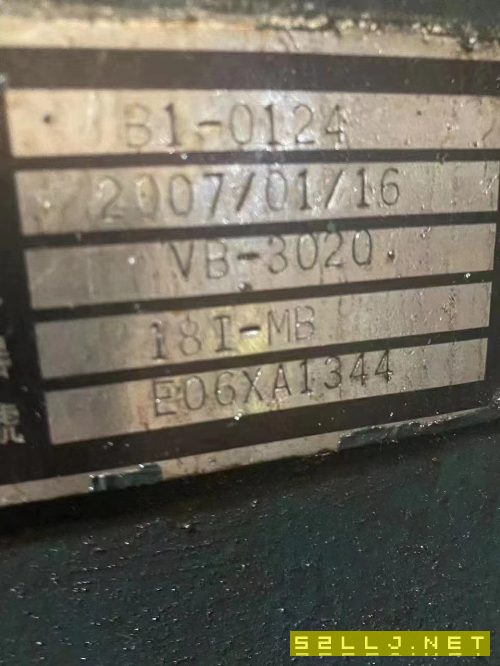 B1-0124
2007/01/16
VB-3020
18I-MB
E06XA1344
52LLJ.NET